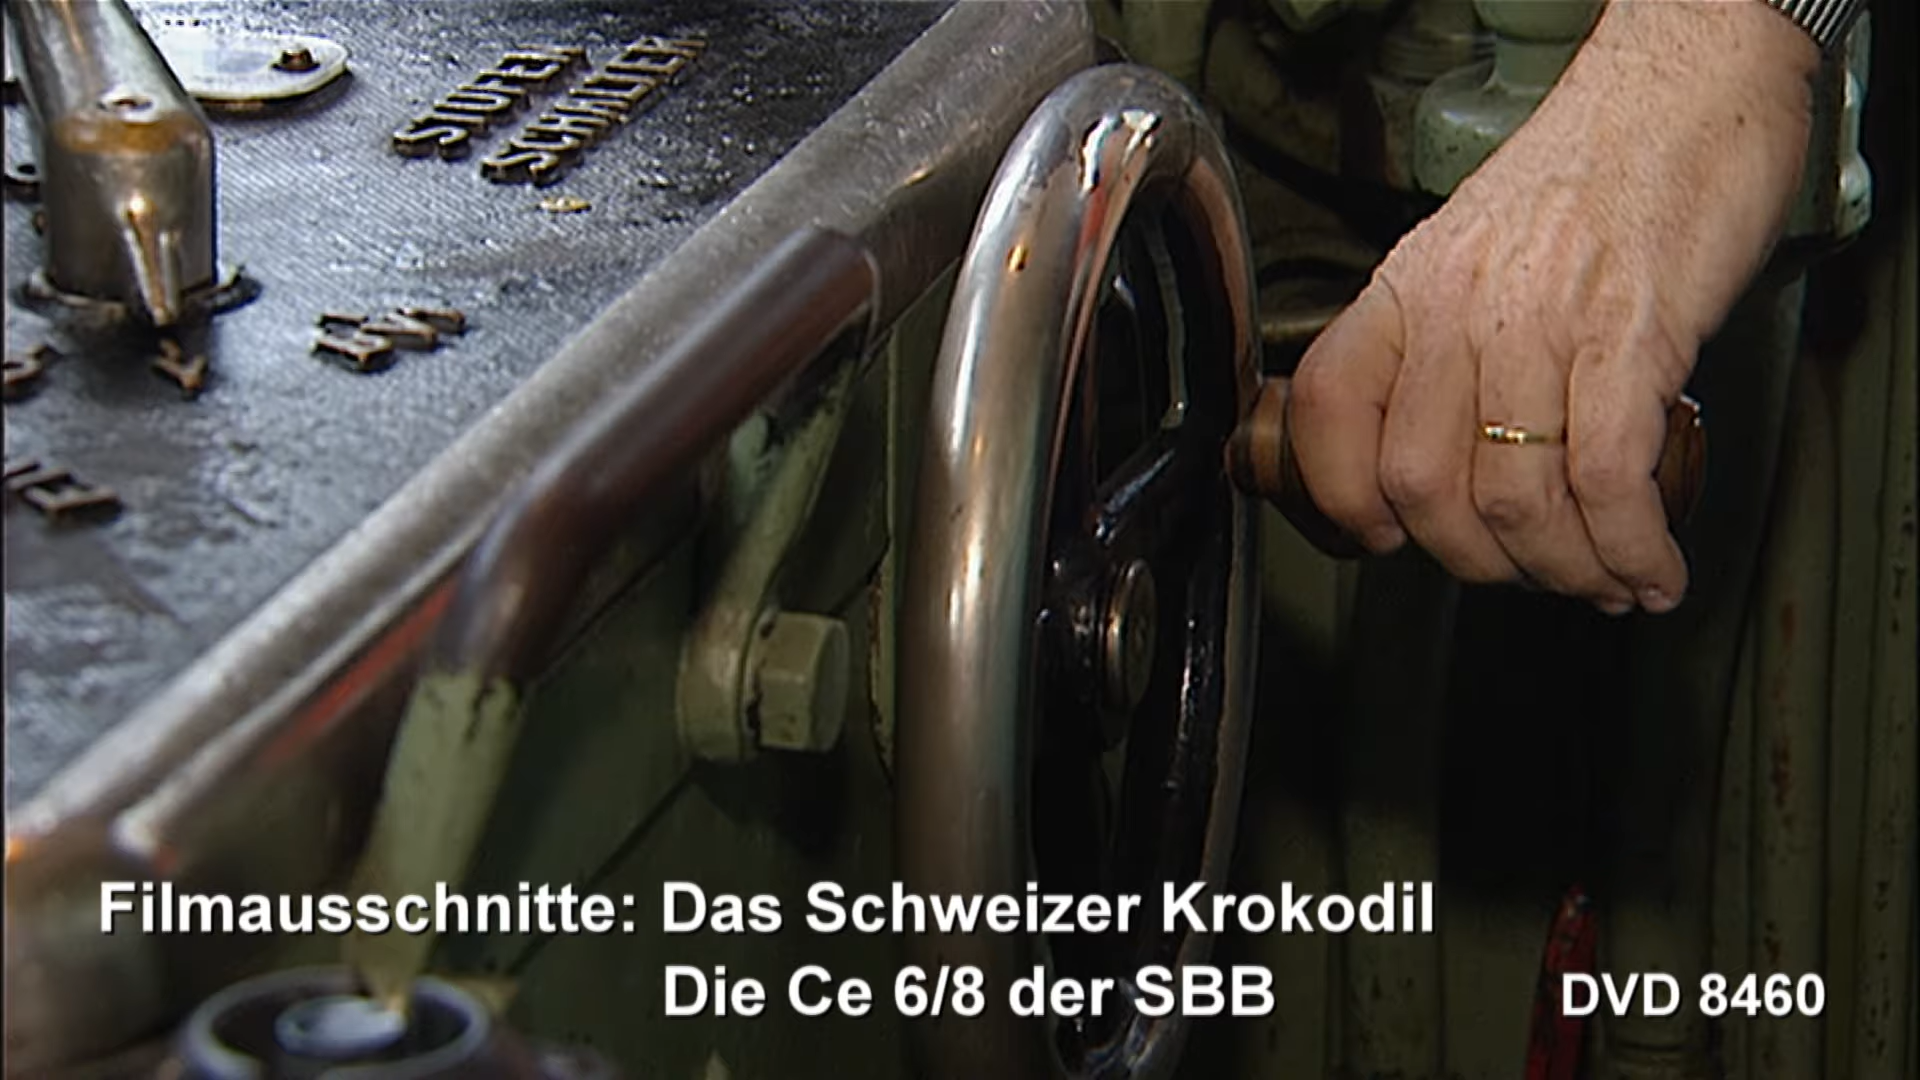 STUFEN
SCHALTER
Filmausschnitte: Das Schweizer Krokodil
Die Ce 6/8 der SBB
DVD 8460